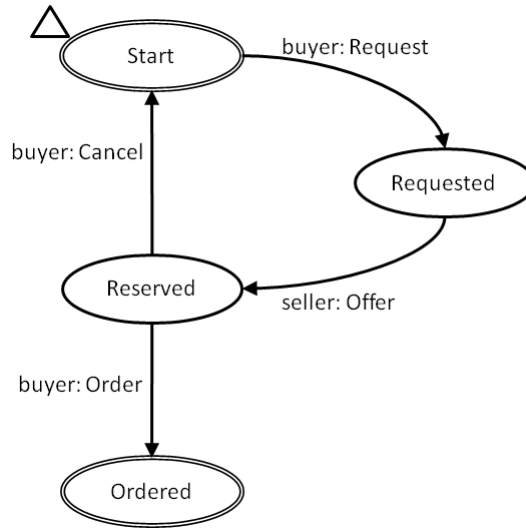 Start
buyer: Request
buyer: Cancel
Requested
Reserved
seller: Offer
buyer: Order
Ordered